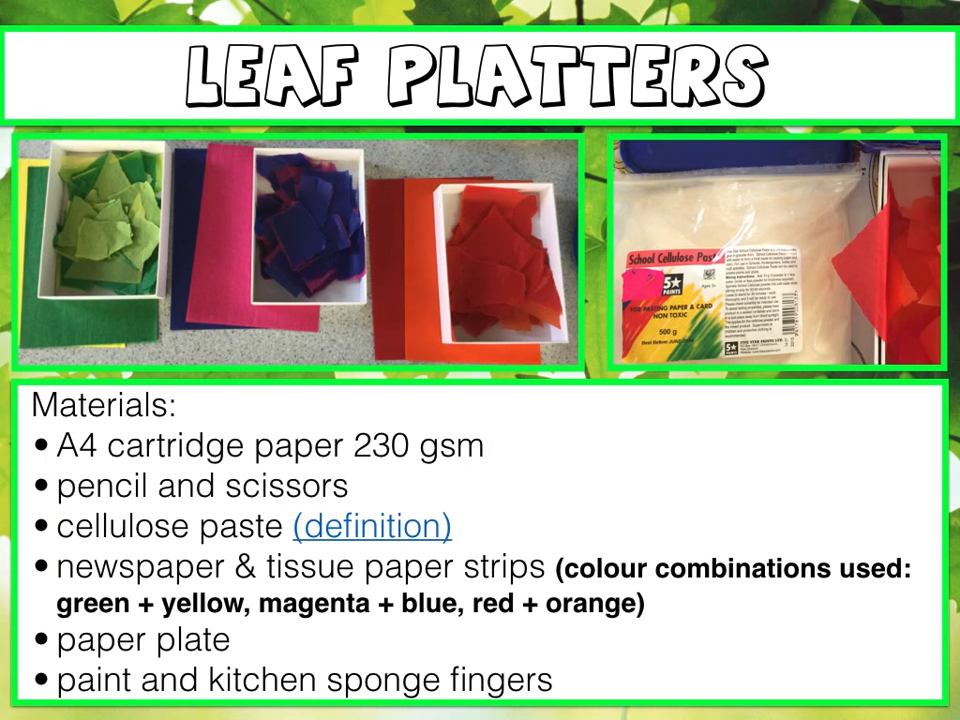 LEAF PLATTERS
School Cellulose Paste
5★
PAINTS
Ages 3+
FOR PASTING PAPER & CARD
NON TOXIC
500 g
Materials:
• A4 cartridge paper 230 gsm
• pencil and scissors
• cellulose paste (definition)
• newspaper & tissue paper strips (colour combinations used:
green + yellow, magenta + blue, red + orange)
• paper plate
• paint and kitchen sponge fingers